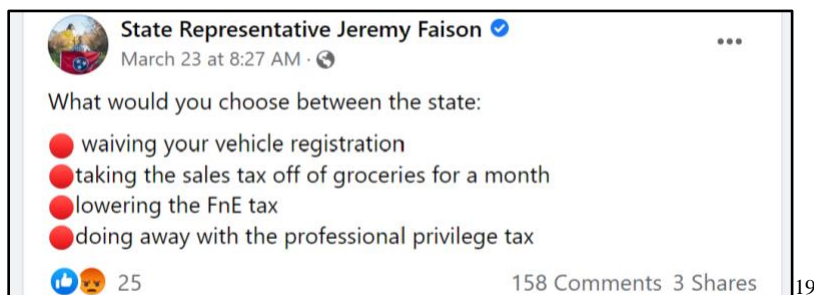 State Representative Jeremy Faison
March 23 at 8:27 AM ·
What would you choose between the state:
waiving your vehicle registration
taking the sales tax off of groceries for a month
lowering the FnE tax
doing away with the professional privilege tax
25 158 Comments 3 Shares
19